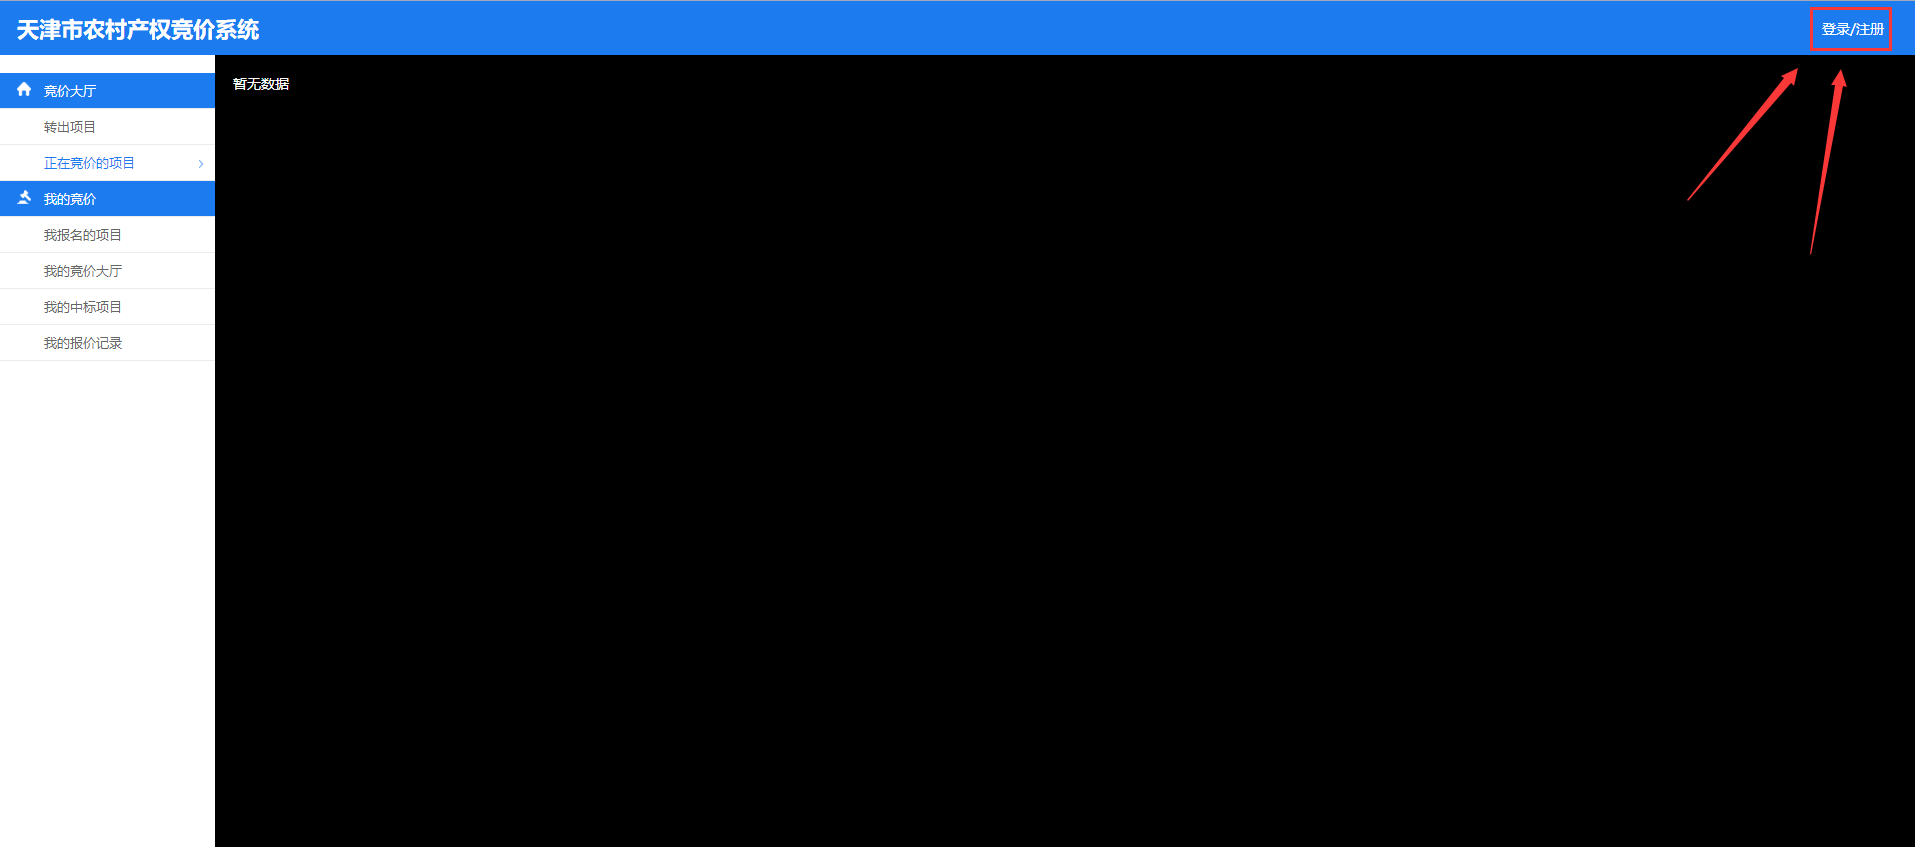 天津市农村产权竞价系统
登录/注册
竞价大厅
转出项目
正在竞价的项目
我的竞价
我报名的项目
我的竞价大厅
我的中标项目
我的报价记录
暂无数据